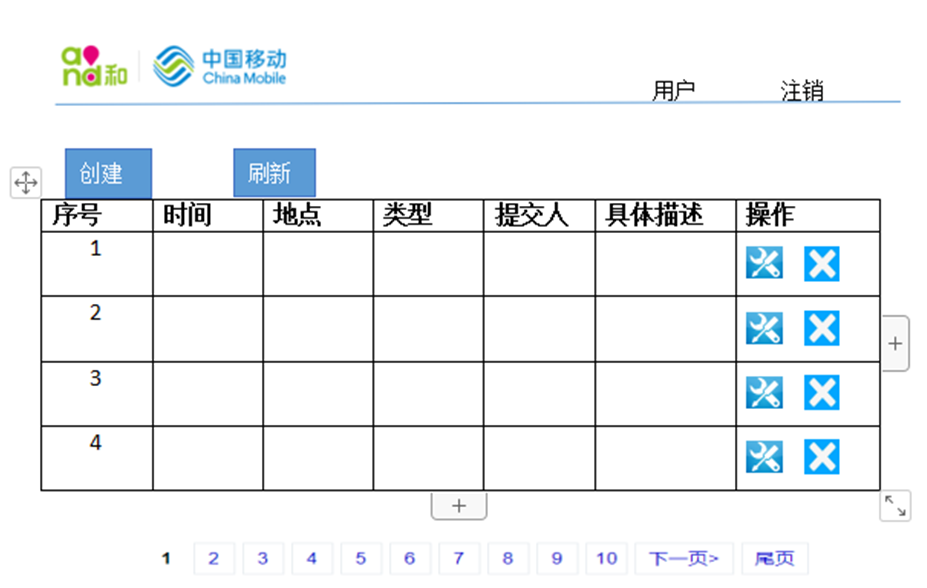 and和 中国移动
China Mobile
用户 注销
创建 刷新
序号 时间 地点 类型 提交人 具体描述 操作
1
2
3
4
1 2 3 4 5 6 7 8 9 10 下一页> 尾页